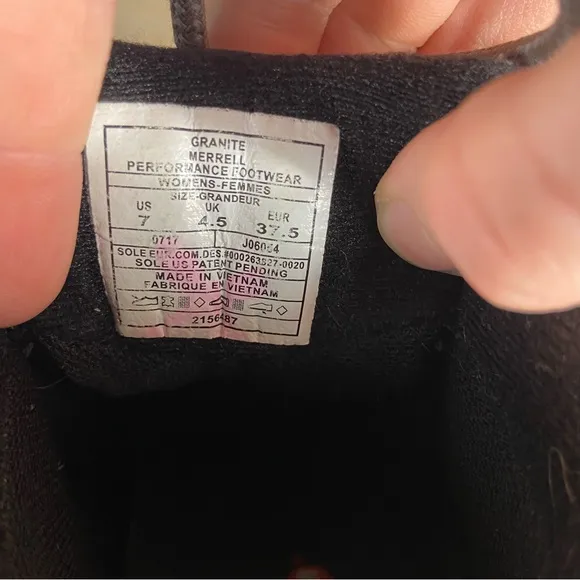 GRANITE
MERRELL
PERFORMANCE FOOTWEAR
WOMENS-FEMMES
SIZE-GRANDEUR
US UK EUR
7 4.5 37.5
0717 J06054
SOLE EUR.COM.DES.#000263827-0020
SOLE US PATENT PENDING
MADE IN VIETNAM
FABRIQUE EN VIETNAM
2156487